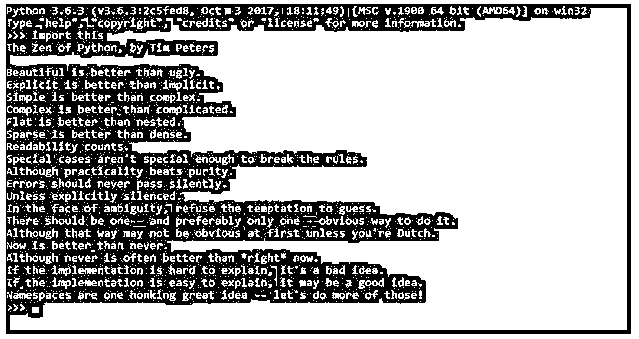 Python 3.6.3 (v3.6.3:2c5fed8, Oct  3 2017, 18:11:49) [MSC v.1900 64 bit (AMD64)] on win32
Type "help", "copyright", "credits" or "license" for more information.
>>> import this
The Zen of Python, by Tim Peters

Beautiful is better than ugly.
Explicit is better than implicit.
Simple is better than complex.
Complex is better than complicated.
Flat is better than nested.
Sparse is better than dense.
Readability counts.
Special cases aren't special enough to break the rules.
Although practicality beats purity.
Errors should never pass silently.
Unless explicitly silenced.
In the face of ambiguity, refuse the temptation to guess.
There should be one-- and preferably only one --obvious way to do it.
Although that way may not be obvious at first unless you're Dutch.
Now is better than never.
Although never is often better than *right* now.
If the implementation is hard to explain, it's a bad idea.
If the implementation is easy to explain, it may be a good idea.
Namespaces are one honking great idea -- let's do more of those!
>>>